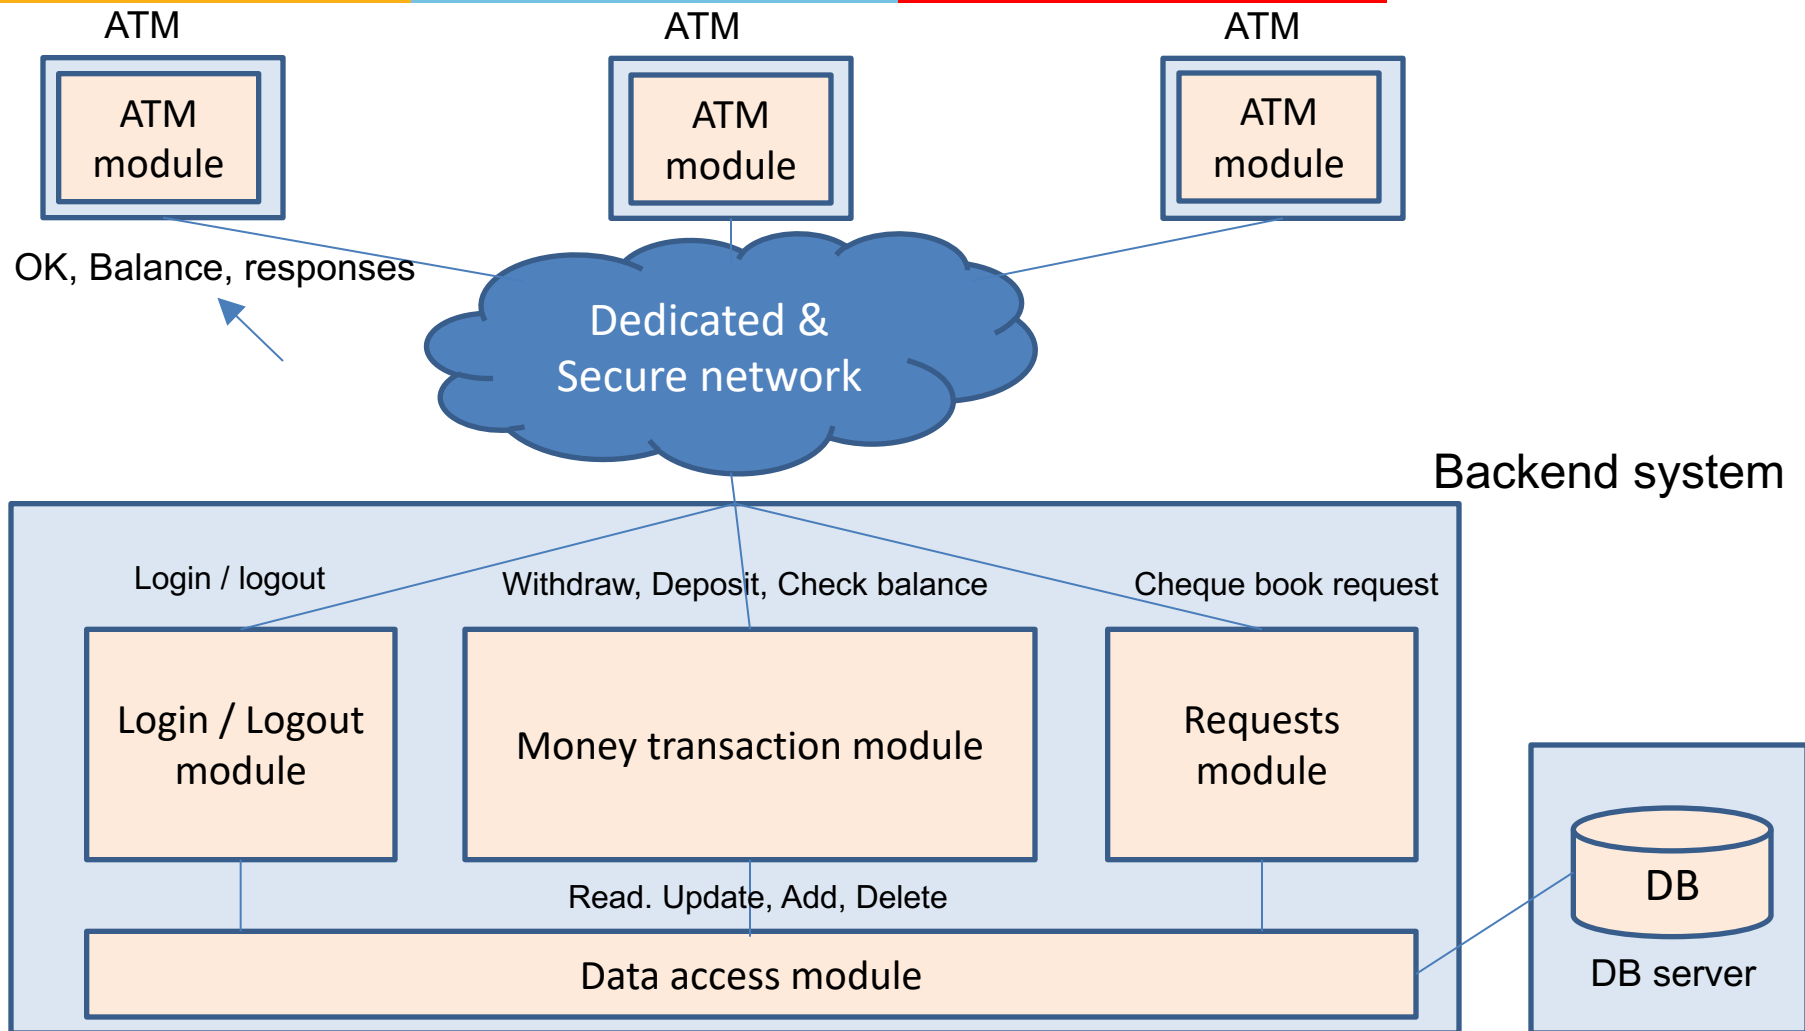 ATM
ATM
ATM
ATM
module
ATM
module
ATM
module
OK, Balance, responses
Dedicated &
Secure network
Backend system
Login / logout
Withdraw, Deposit, Check balance
Cheque book request
Login / Logout
module
Money transaction module
Requests
module
Read. Update, Add, Delete
Data access module
DB
DB server